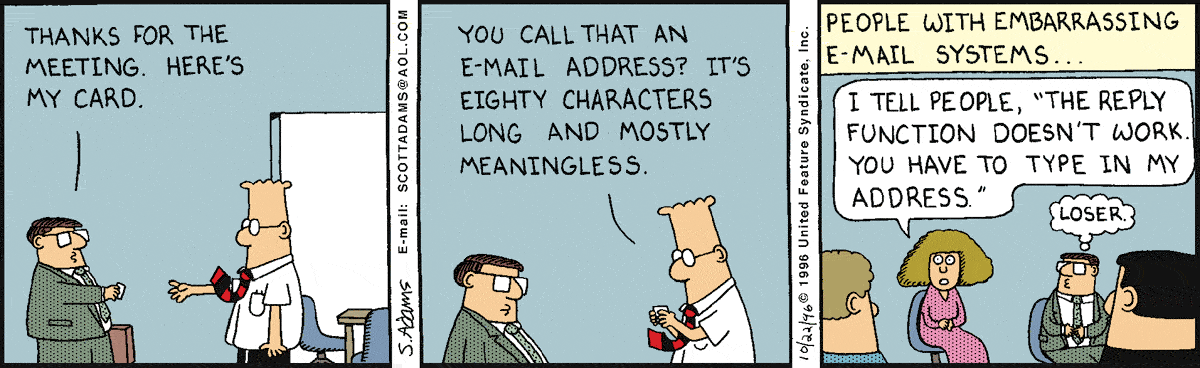 THANKS FOR THE
MEETING. HERE'S
MY CARD.
S.ADAMS E-mail: SCOTTADAMS@AOL.COM
YOU CALL THAT AN
E-MAIL ADDRESS? IT'S
EIGHTY CHARACTERS
LONG AND MOSTLY
MEANINGLESS.
10/22/96 © 1996 United Feature Syndicate, Inc.
PEOPLE WITH EMBARRASSING
E-MAIL SYSTEMS...
I TELL PEOPLE, "THE REPLY
FUNCTION DOESN'T WORK.
YOU HAVE TO TYPE IN MY
ADDRESS."
LOSER.